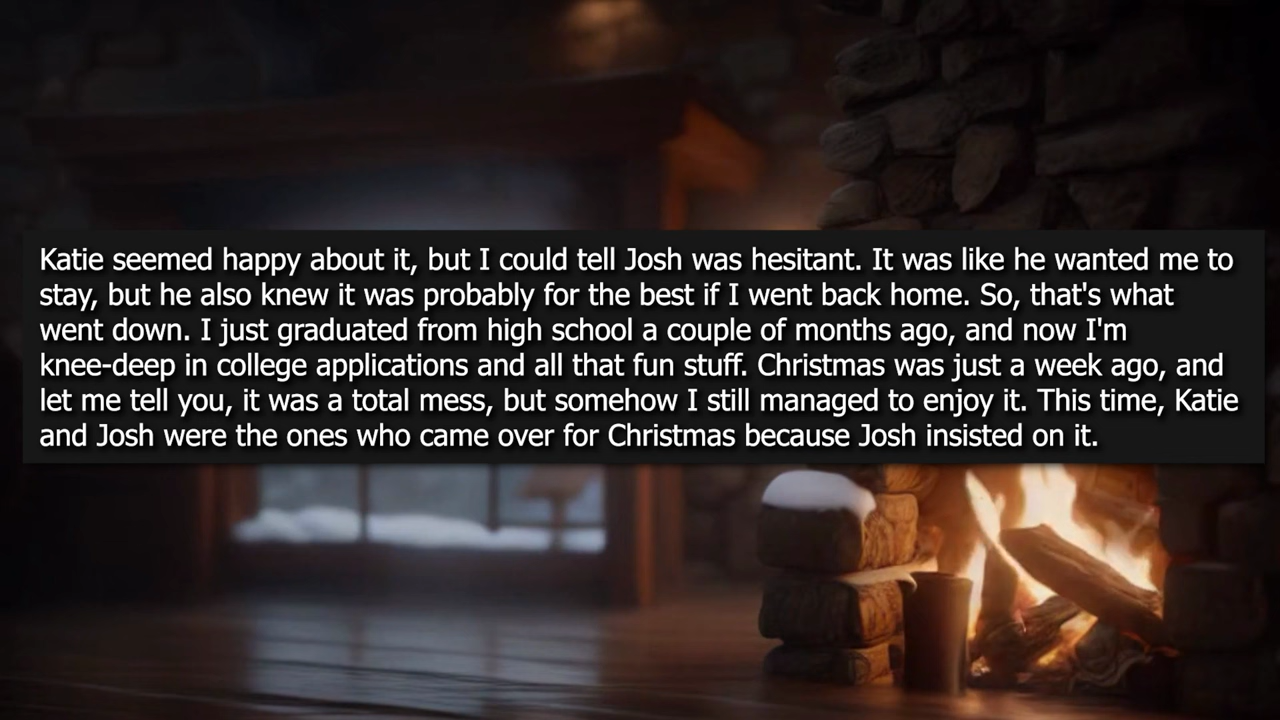 Katie seemed happy about it, but I could tell Josh was hesitant. It was like he wanted me to
stay, but he also knew it was probably for the best if I went back home. So, that's what
went down. I just graduated from high school a couple of months ago, and now I'm
knee-deep in college applications and all that fun stuff. Christmas was just a week ago, and
let me tell you, it was a total mess, but somehow I still managed to enjoy it. This time, Katie
and Josh were the ones who came over for Christmas because Josh insisted on it.